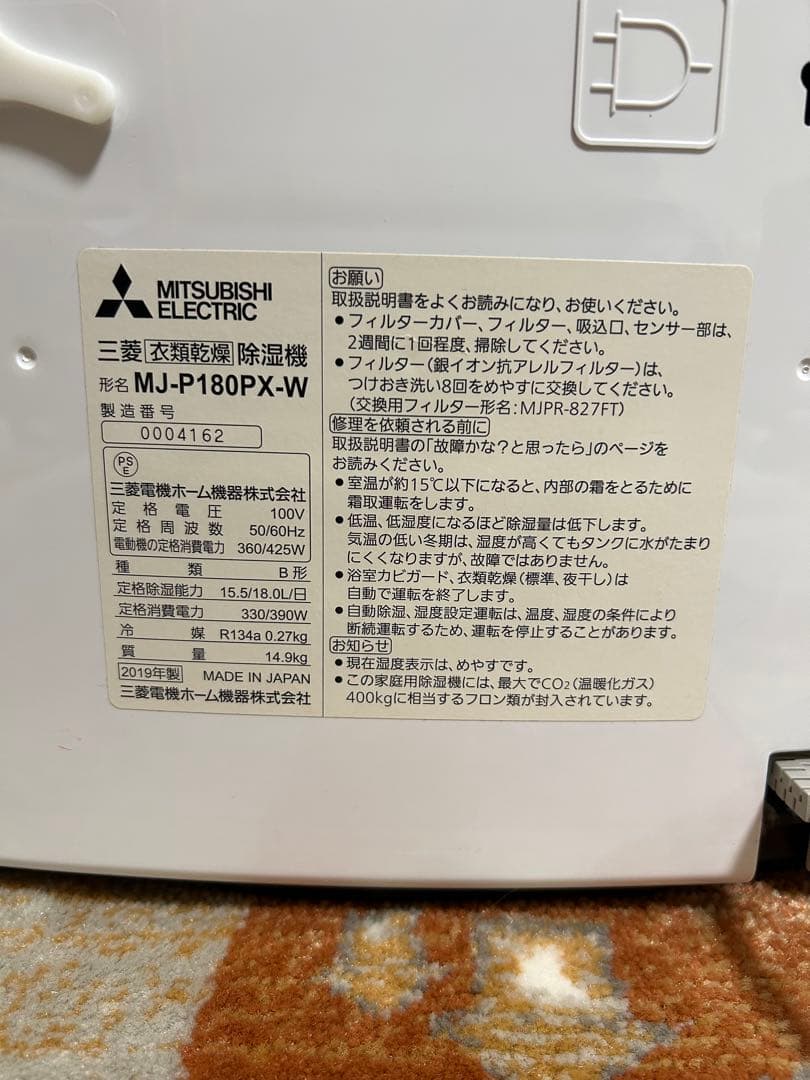 MITSUBISHI
ELECTRIC
三菱 衣類乾燥 除湿機
形名 MJ-P180PX-W
製造番号
0004162
PS
E
三菱電機ホーム機器株式会社
定格電圧 100V
定格周波数 50/60Hz
電動機の定格消費電力 360/425W
種類 B形
定格除湿能力 15.5/18.0L/日
定格消費電力 330/390W
冷媒 R134a 0.27kg
質量 14.9kg
2019年製 MADE IN JAPAN
三菱電機ホーム機器株式会社
お願い
取扱説明書をよくお読みになり、お使いください。
●フィルターカバー、フィルター、吸込口、センサー部は、
2週間に1回程度、掃除してください。
●フィルター(銀イオン抗アレルフィルター)は、
つけおき洗い8回をめやすに交換してください。
(交換用フィルター形名:MJPR-827FT)
修理を依頼される前に
取扱説明書の「故障かな?と思ったら」のページを
お読みください。
●室温が約15℃以下になると、内部の霜をとるために
霜取運転をします。
●低温、低湿度になるほど除湿量は低下します。
気温の低い冬期は、湿度が高くてもタンクに水がたまり
にくくなりますが、故障ではありません。
●浴室カビガード、衣類乾燥(標準、夜干し)は
自動で運転を終了します。
●自動除湿、湿度設定運転は、温度、湿度の条件により
断続運転するため、運転を停止することがあります。
お知らせ
●現在湿度表示は、めやすです。
●この家庭用除湿機には、最大でCO2(温暖化ガス)
400kgに相当するフロン類が封入されています。